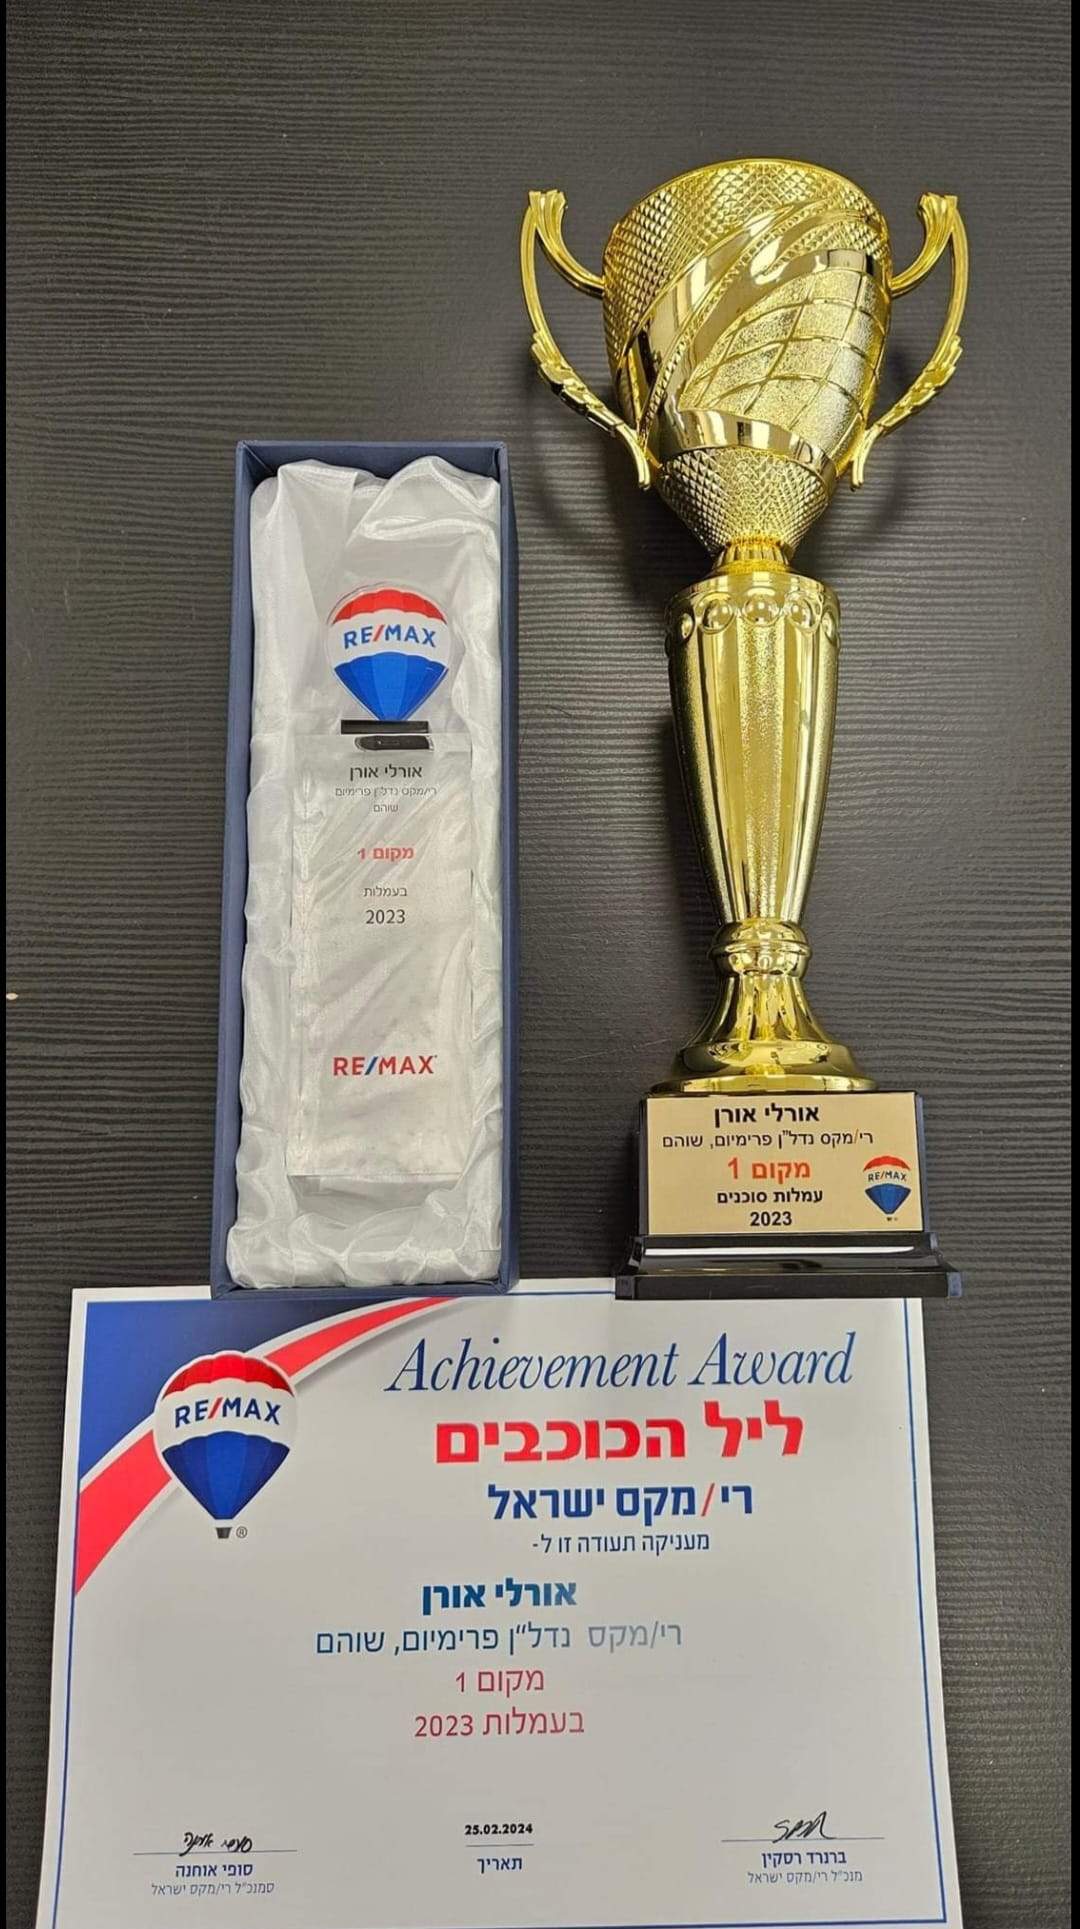 RE/MAX
אורלי אורן
רי/מקס נדל"ן פרימיום
שוהם
מקום 1
בעמלות
2023
RE/MAX
אורלי אורן
רי/מקס נדל"ן פרימיום, שוהם
מקום 1
עמלות סוכנים
2023
RE/MAX
Achievement Award
RE/MAX
®
ליל הכוכבים
רי/מקס ישראל
מעניקה תעודה זו ל-
אורלי אורן
רי/מקס נדל"ן פרימיום, שוהם
מקום 1
בעמלות 2023
ברנרד רסקין
מנכ"ל רי/מקס ישראל
25.02.2024
תאריך
סופי אוחנה
סמנכ"ל רי/מקס ישראל